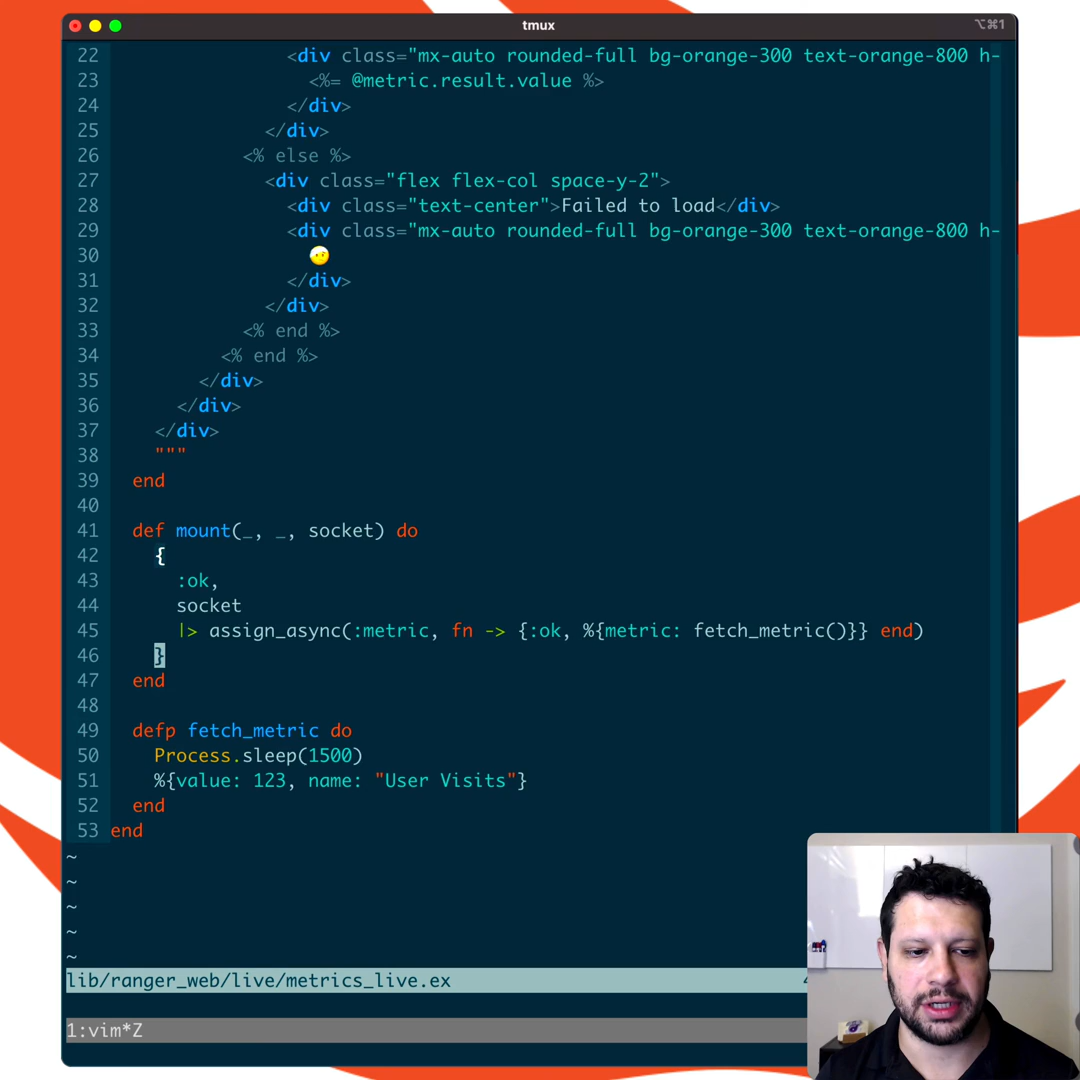 tmux
⌥⌘1
22 <div class="mx-auto rounded-full bg-orange-300 text-orange-800 h-
23 <%= @metric.result.value %>
24 </div>
25 </div>
26 <% else %>
27 <div class="flex flex-col space-y-2">
28 <div class="text-center">Failed to load</div>
29 <div class="mx-auto rounded-full bg-orange-300 text-orange-800 h-
30
31 </div>
32 </div>
33 <% end %>
34 <% end %>
35 </div>
36 </div>
37 </div>
38 """
39 end
40
41 def mount(_, _, socket) do
42 {
43 :ok,
44 socket
45 |> assign_async(:metric, fn -> {:ok, %{metric: fetch_metric()}} end)
46 }
47 end
48
49 defp fetch_metric do
50 Process.sleep(1500)
51 %{value: 123, name: "User Visits"}
52 end
53 end
~
~
~
~
~
lib/ranger_web/live/metrics_live.ex
1:vim*Z